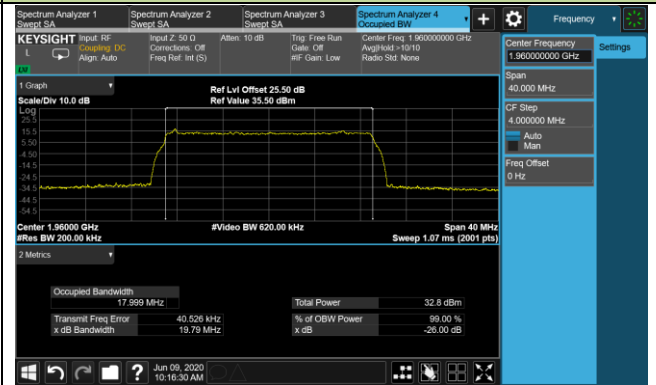 Spectrum Analyzer 1 Spectrum Analyzer 2 Spectrum Analyzer 3 Spectrum Analyzer 4 + Frequency
Swept SA Swept SA Swept SA Occupied BW
KEYSIGHT Input: RF Input Z: 50 Ω Atten: 10 dB Trig: Free Run Center Freq: 1.960000000 GHz
L Coupling: DC Corrections: Off Gate: Off Avg|Hold:>10/10
Align: Auto Freq Ref: Int (S) #IF Gain: Low Radio Std: None
Center Frequency Settings
1.960000000 GHz
Span
40.000 MHz
CF Step
4.000000 MHz
Auto
Man
Freq Offset
0 Hz
1 Graph Ref Lvl Offset 25.50 dB
Scale/Div 10.0 dB Ref Value 35.50 dBm
Log
25.5
15.5
5.50
-4.50
-14.5
-24.5
-34.5
-44.5
-54.5
Center 1.96000 GHz #Video BW 620.00 kHz Span 40 MHz
#Res BW 200.00 kHz Sweep 1.07 ms (2001 pts)
2 Metrics
Occupied Bandwidth
17.999 MHz Total Power 32.8 dBm
Transmit Freq Error 40.526 kHz % of OBW Power 99.00 %
x dB Bandwidth 19.79 MHz x dB -26.00 dB
? Jun 09, 2020
10:16:30 AM